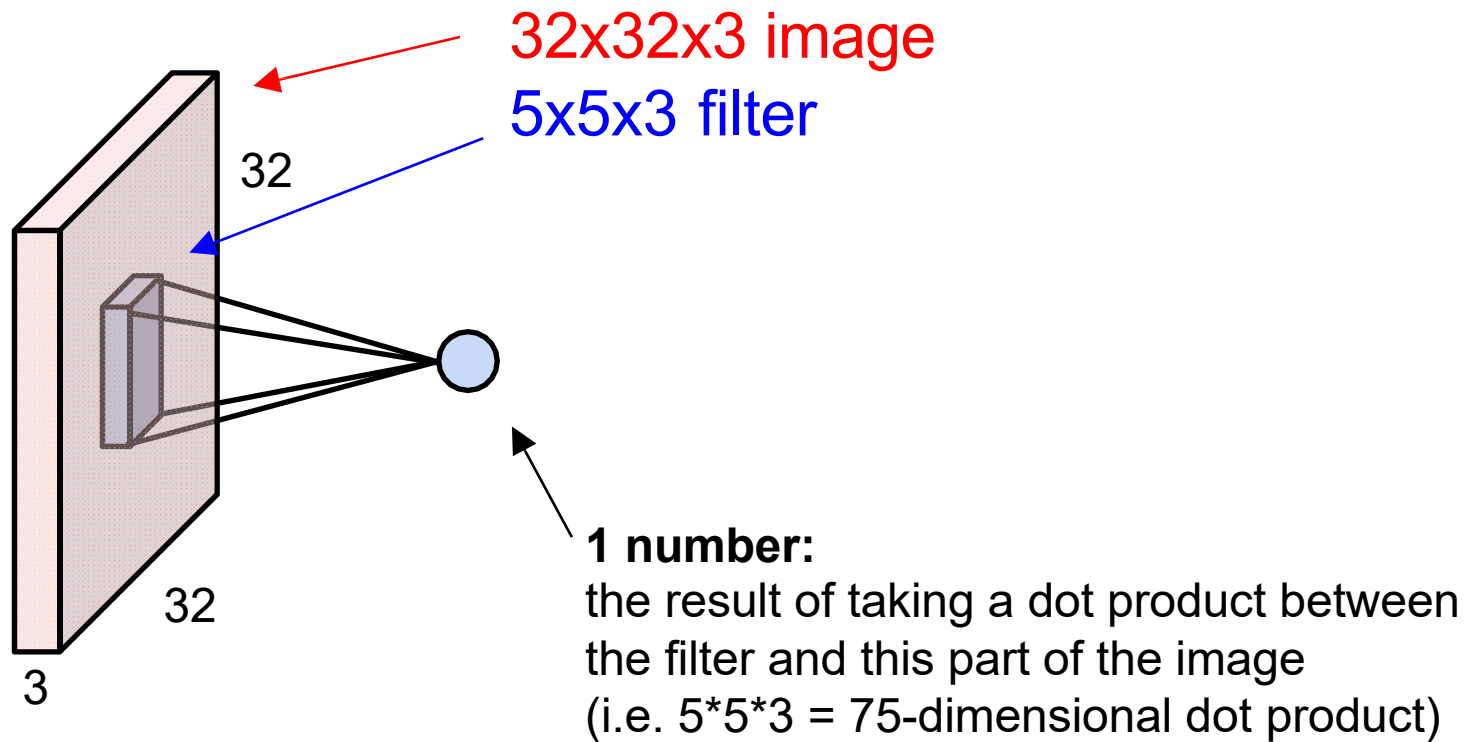 32x32x3 image
5x5x3 filter
32
32
3
1 number:
the result of taking a dot product between
the filter and this part of the image
(i.e. 5*5*3 = 75-dimensional dot product)